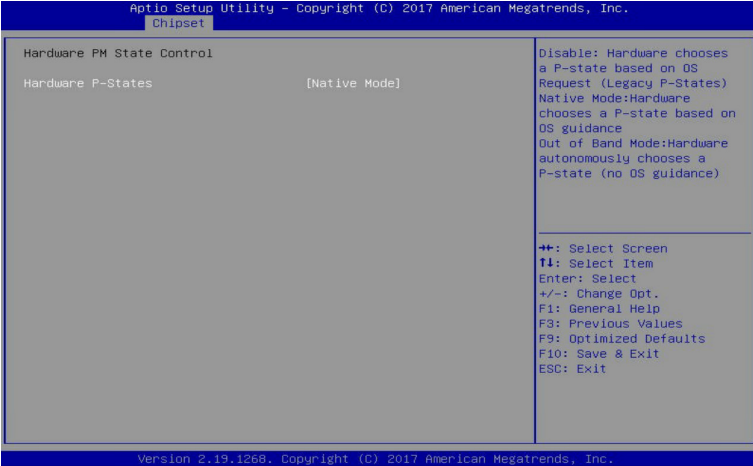 Aptio Setup Utility – Copyright (C) 2017 American Megatrends, Inc.
Chipset
Hardware PM State Control
Hardware P-States [Native Mode]
Disable: Hardware chooses
a P-state based on OS
Request (Legacy P-States)
Native Mode:Hardware
chooses a P-state based on
OS guidance
Out of Band Mode:Hardware
autonomously chooses a
P-state (no OS guidance)
→←: Select Screen
↑↓: Select Item
Enter: Select
+/-: Change Opt.
F1: General Help
F3: Previous Values
F9: Optimized Defaults
F10: Save & Exit
ESC: Exit
Version 2.19.1268. Copyright (C) 2017 American Megatrends, Inc.